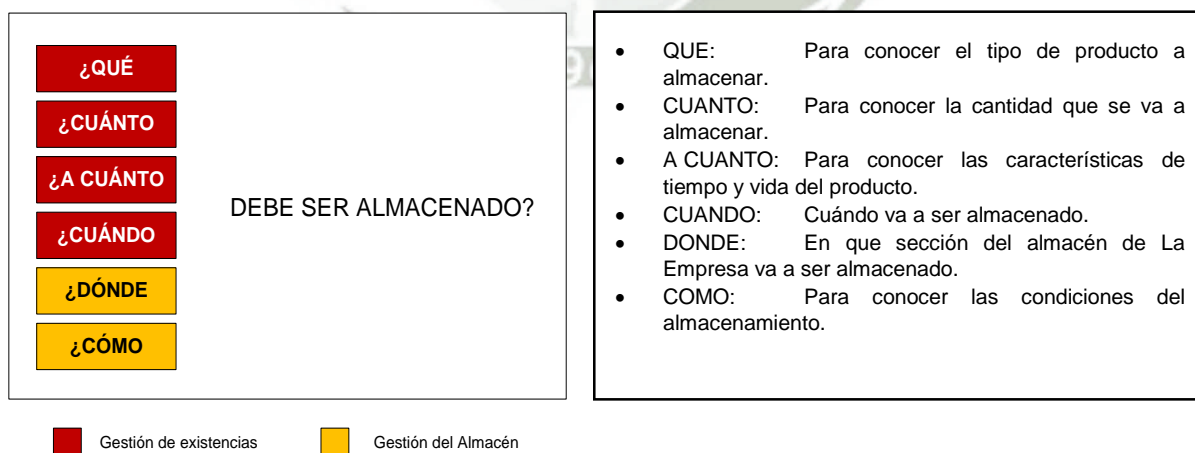 ¿QUÉ
¿CUÁNTO
¿A CUÁNTO
¿CUÁNDO
¿DÓNDE
¿CÓMO
DEBE SER ALMACENADO?
• QUE: Para conocer el tipo de producto a
almacenar.
• CUANTO: Para conocer la cantidad que se va a
almacenar.
• A CUANTO: Para conocer las características de
tiempo y vida del producto.
• CUANDO: Cuándo va a ser almacenado.
• DONDE: En que sección del almacén de La
Empresa va a ser almacenado.
• COMO: Para conocer las condiciones del
almacenamiento.
Gestión de existencias
Gestión del Almacén